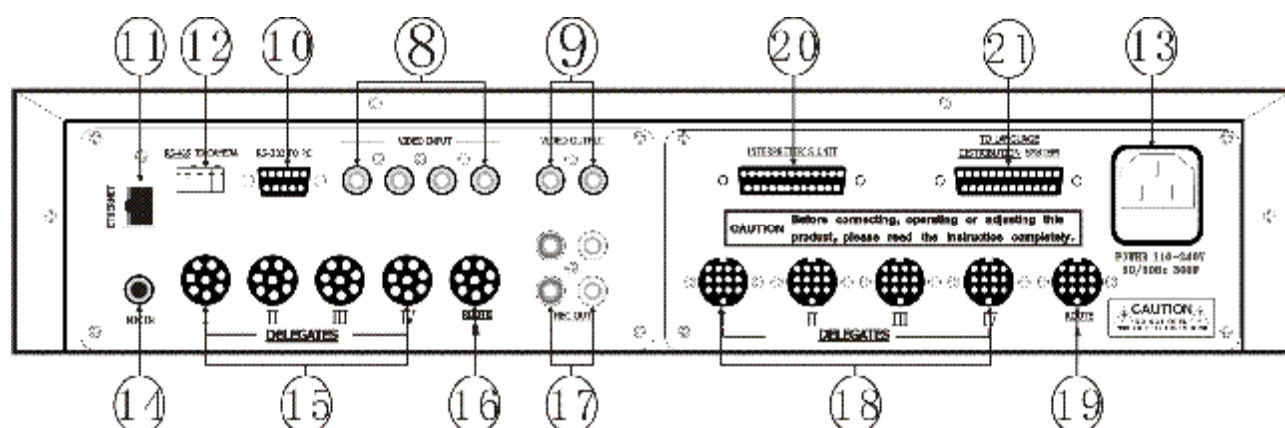 11 12 10 8 9 20 21 13
RS-485 TO CAMERA
RS-232 TO PC
VIDEO INPUT
VIDEO OUTPUT
INTERPRETER'S UNIT
TO LANGUAGE
DISTRIBUTION SYSTEM
ETHERNET
CAUTION Before connecting, operating or adjusting this
product, please read the instruction completely.
POWER 110-240V
MIC IN
I II III IV ROUTE
DELEGATES
REC OUT
II III IV ROUTE
DELEGATES
CAUTION
14 15 16 17 18 19